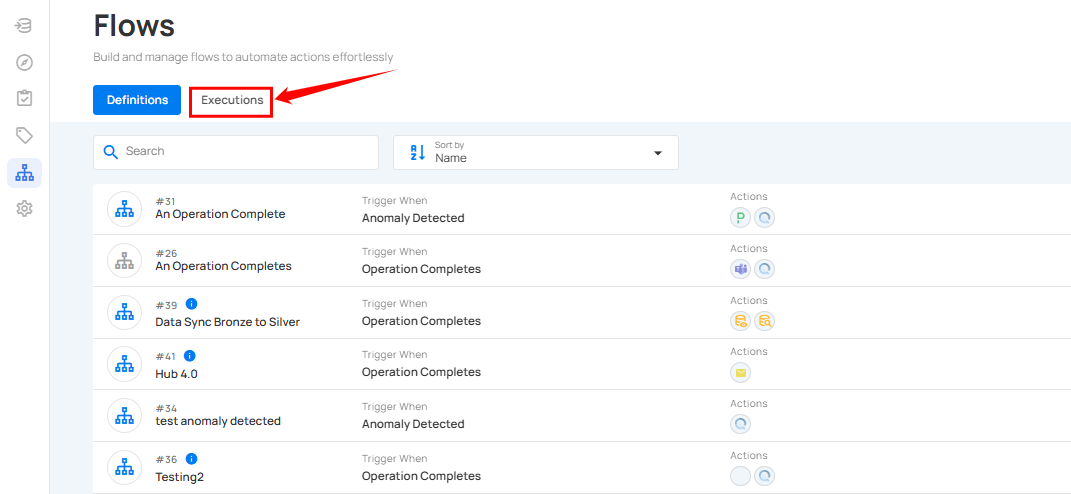 Flows
Build and manage flows to automate actions effortlessly
Definitions
Executions
Search
Sort by
Name
#31
An Operation Complete
Trigger When
Anomaly Detected
Actions
#26
An Operation Completes
Trigger When
Operation Completes
Actions
#39
Data Sync Bronze to Silver
Trigger When
Operation Completes
Actions
#41
Hub 4.0
Trigger When
Operation Completes
Actions
#34
test anomaly detected
Trigger When
Anomaly Detected
Actions
#36
Testing2
Trigger When
Operation Completes
Actions